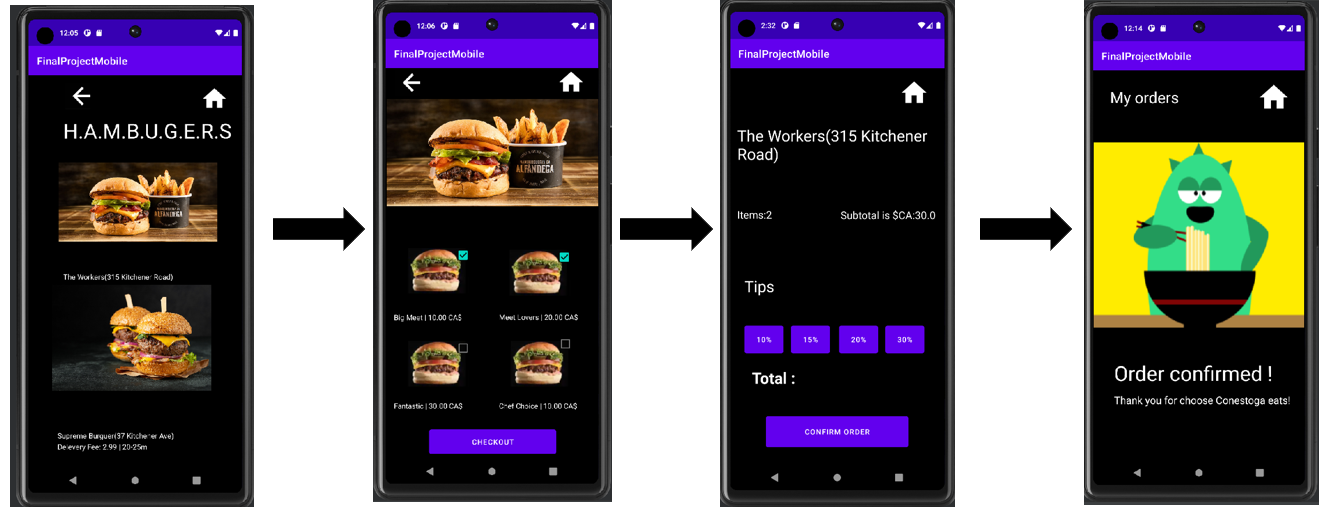 12:05
FinalProjectMobile
H.A.M.B.U.G.E.R.S
ALFANDEGA
The Workers(315 Kitchener Road)
Supreme Burguer(37 Kitchener Ave)
Delevery Fee: 2.99 | 20-25m
12:06
FinalProjectMobile
ALFANDEGA
Big Meet | 10.00 CA$
Meet Lovers | 20.00 CA$
Fantastic | 30.00 CA$
Chef Choice | 10.00 CA$
CHECKOUT
2:32
FinalProjectMobile
The Workers(315 Kitchener
Road)
Items:2
Subtotal is $CA:30.0
Tips
10%
15%
20%
30%
Total :
CONFIRM ORDER
12:14
FinalProjectMobile
My orders
Order confirmed !
Thank you for choose Conestoga eats!